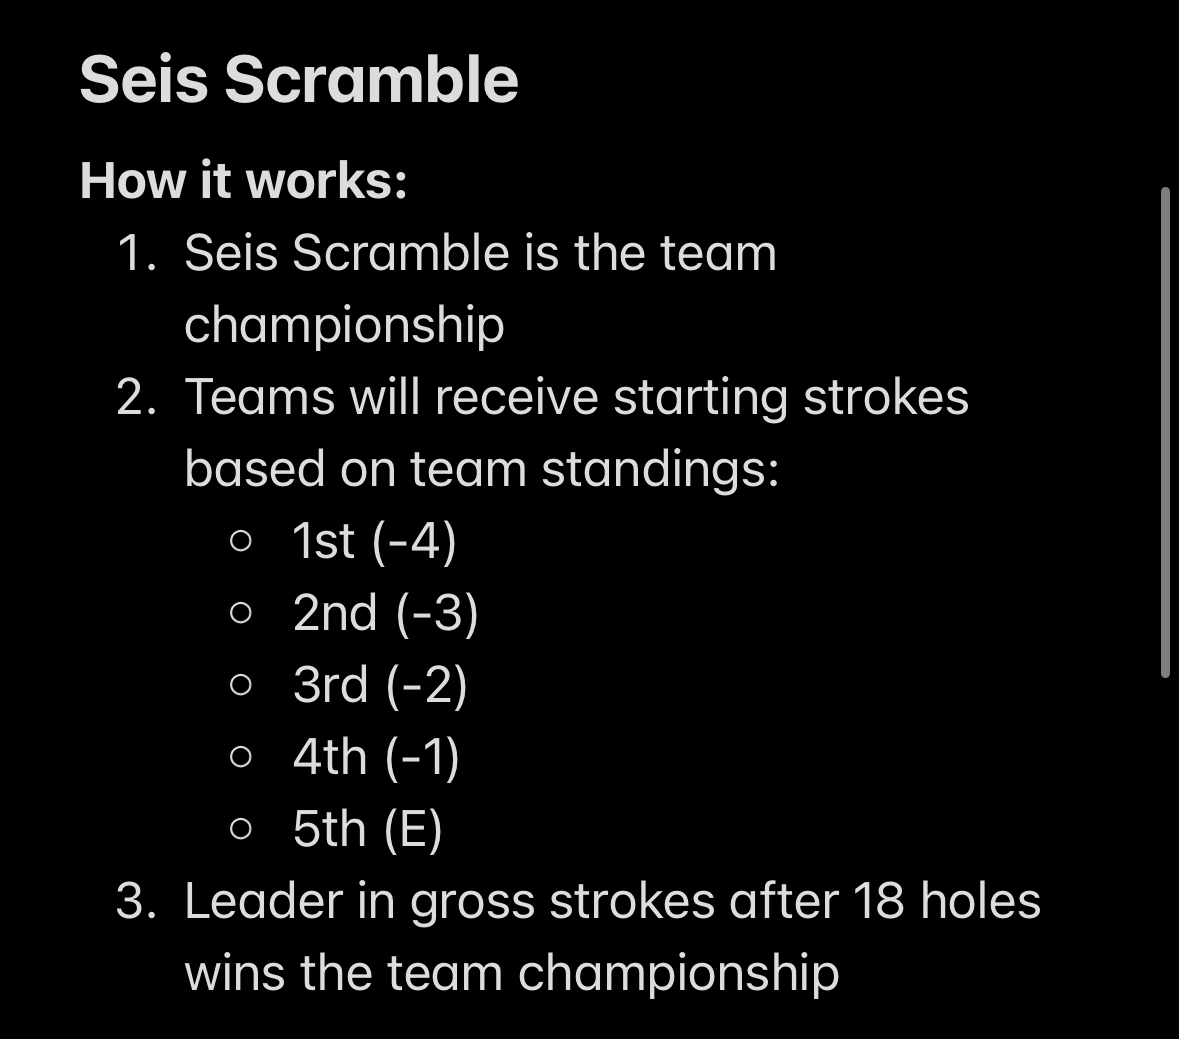 Seis Scramble
How it works:
1. Seis Scramble is the team
championship
2. Teams will receive starting strokes
based on team standings:
○ 1st (-4)
○ 2nd (-3)
○ 3rd (-2)
○ 4th (-1)
○ 5th (E)
3. Leader in gross strokes after 18 holes
wins the team championship